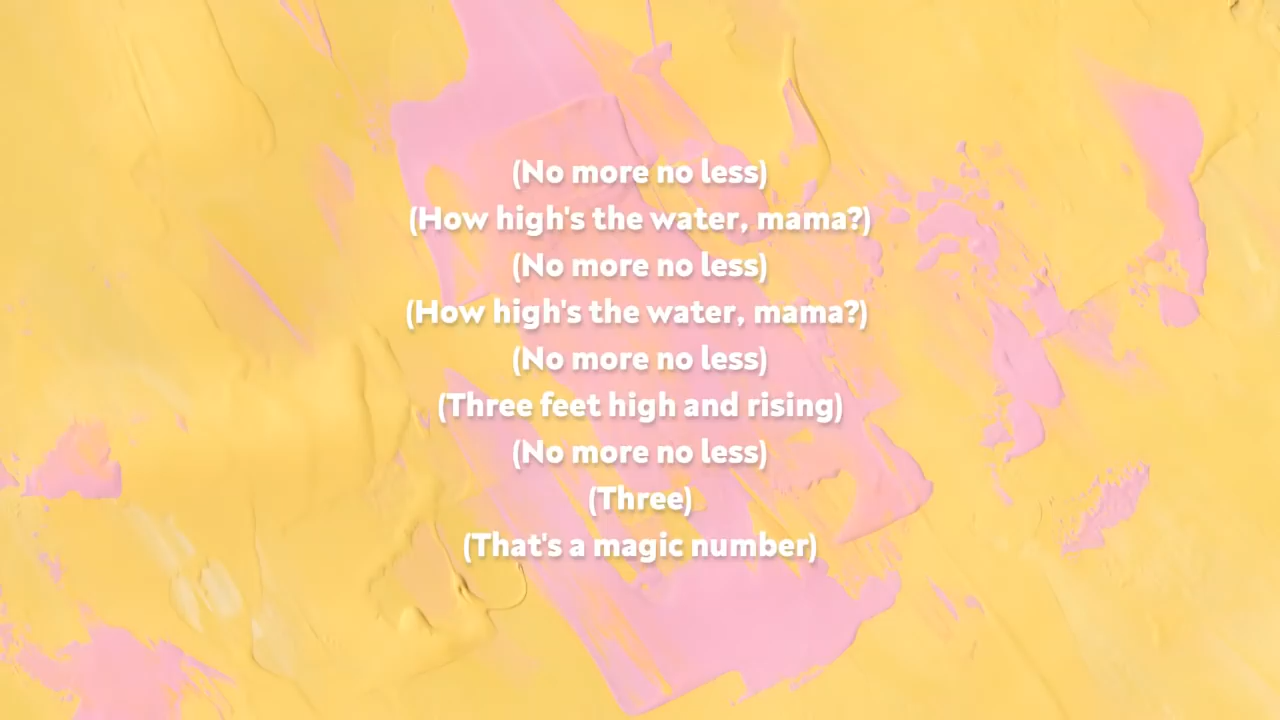 (No more no less)
(How high's the water, mama?)
(No more no less)
(How high's the water, mama?)
(No more no less)
(Three feet high and rising)
(No more no less)
(Three)
(That's a magic number)